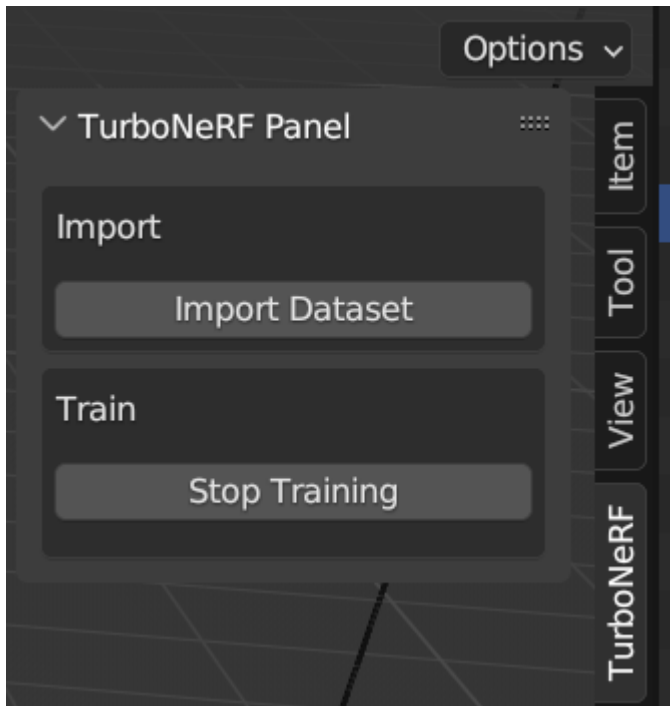 Options
TurboNeRF Panel
Import
Import Dataset
Train
Stop Training
Item
Tool
View
TurboNeRF